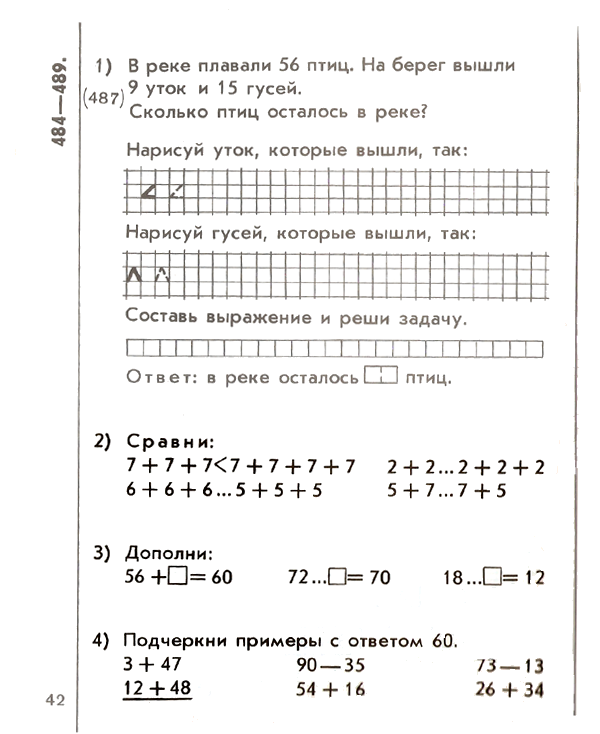 484—489.
1) В реке плавали 56 птиц. На берег вышли
(487) 9 уток и 15 гусей.
Сколько птиц осталось в реке?
Нарисуй уток, которые вышли, так:
Нарисуй гусей, которые вышли, так:
Составь выражение и реши задачу.
Ответ: в реке осталось □ птиц.
2) Сравни:
7 + 7 + 7 < 7 + 7 + 7 + 7 2 + 2 ... 2 + 2 + 2
6 + 6 + 6 ... 5 + 5 + 5 5 + 7 ... 7 + 5
3) Дополни:
56 + □ = 60 72 ... □ = 70 18 ... □ = 12
4) Подчеркни примеры с ответом 60.
3 + 47 90 — 35 73 — 13
12 + 48 54 + 16 26 + 34
42